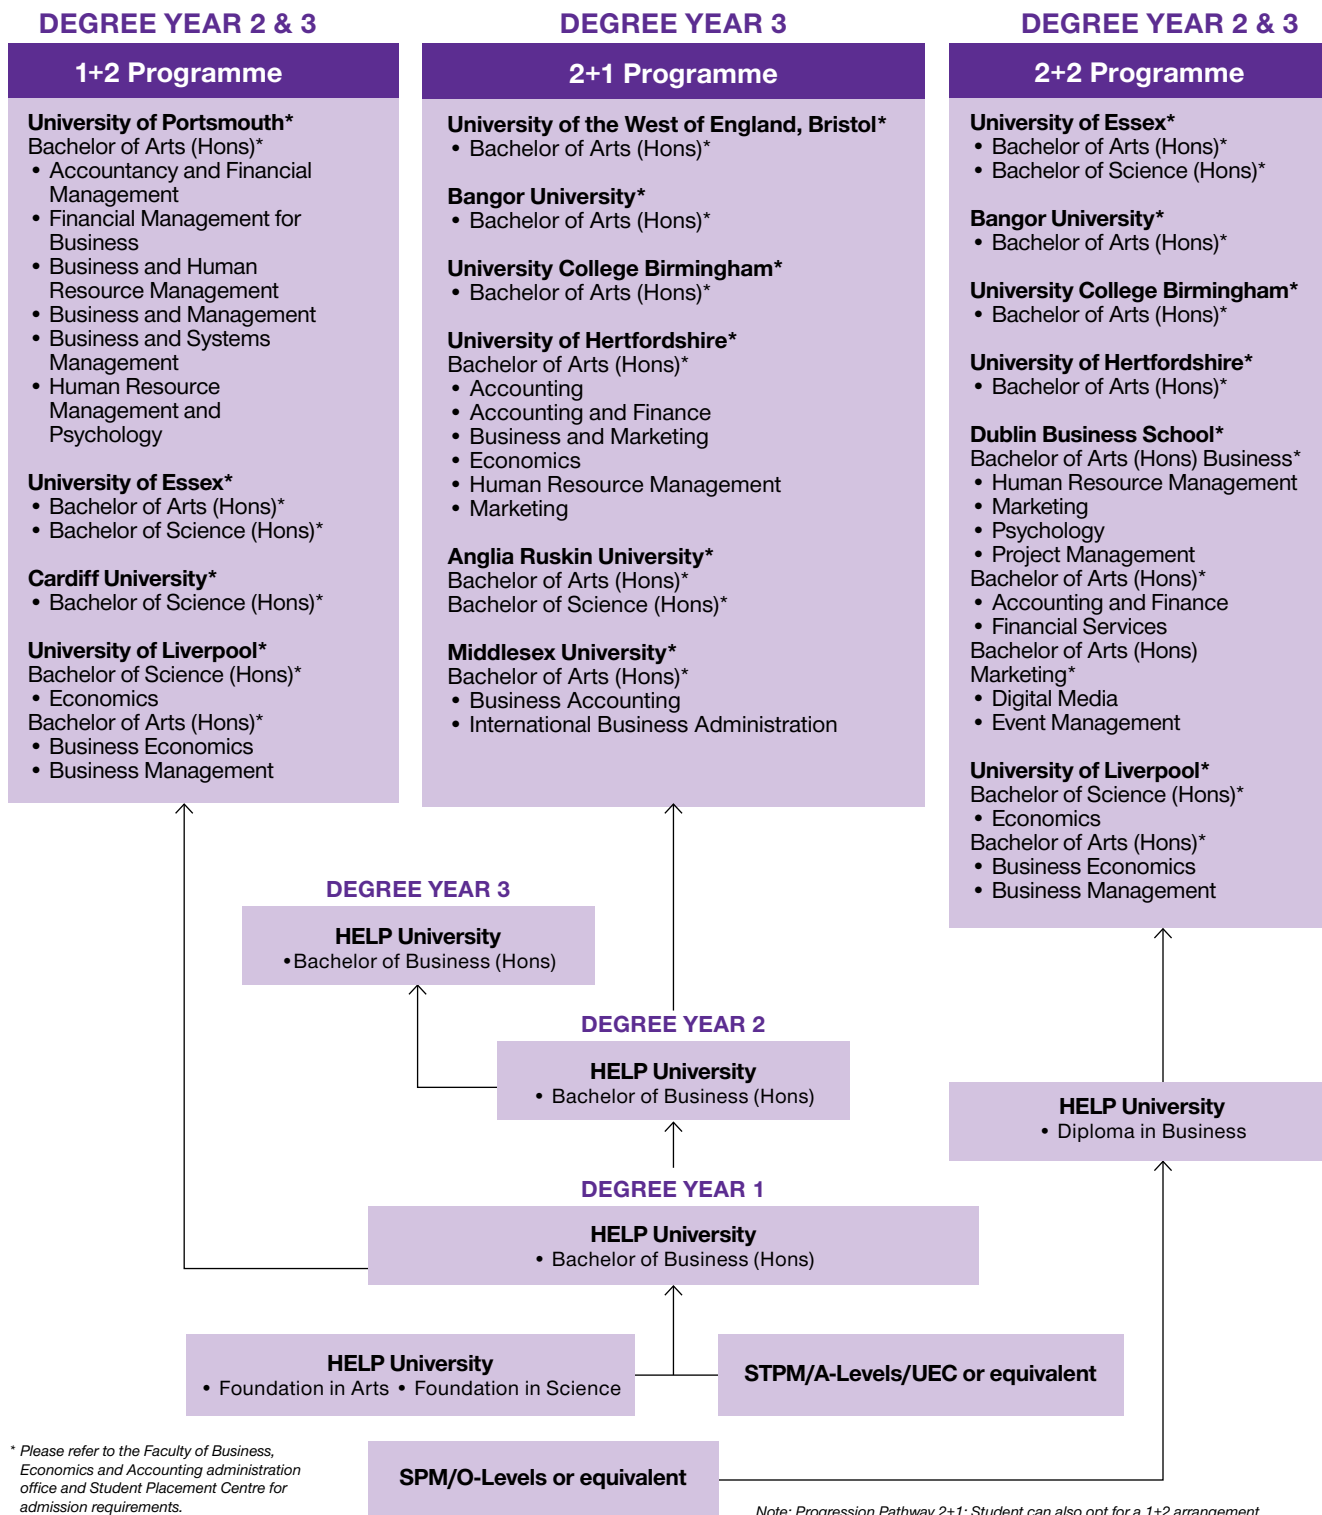 DEGREE YEAR 2 & 3
1+2 Programme
University of Portsmouth*
Bachelor of Arts (Hons)*
• Accountancy and Financial
Management
• Financial Management for
Business
• Business and Human
Resource Management
• Business and Management
• Business and Systems
Management
• Human Resource
Management and
Psychology
University of Essex*
• Bachelor of Arts (Hons)*
• Bachelor of Science (Hons)*
Cardiff University*
• Bachelor of Science (Hons)*
University of Liverpool*
Bachelor of Science (Hons)*
• Economics
Bachelor of Arts (Hons)*
• Business Economics
• Business Management
DEGREE YEAR 3
2+1 Programme
University of the West of England, Bristol*
• Bachelor of Arts (Hons)*
Bangor University*
• Bachelor of Arts (Hons)*
University College Birmingham*
• Bachelor of Arts (Hons)*
University of Hertfordshire*
Bachelor of Arts (Hons)*
• Accounting
• Accounting and Finance
• Business and Marketing
• Economics
• Human Resource Management
• Marketing
Anglia Ruskin University*
Bachelor of Arts (Hons)*
Bachelor of Science (Hons)*
Middlesex University*
Bachelor of Arts (Hons)*
• Business Accounting
• International Business Administration
DEGREE YEAR 2 & 3
2+2 Programme
University of Essex*
• Bachelor of Arts (Hons)*
• Bachelor of Science (Hons)*
Bangor University*
• Bachelor of Arts (Hons)*
University College Birmingham*
• Bachelor of Arts (Hons)*
University of Hertfordshire*
• Bachelor of Arts (Hons)*
Dublin Business School*
Bachelor of Arts (Hons) Business*
• Human Resource Management
• Marketing
• Psychology
• Project Management
Bachelor of Arts (Hons)*
• Accounting and Finance
• Financial Services
Bachelor of Arts (Hons)
Marketing*
• Digital Media
• Event Management
University of Liverpool*
Bachelor of Science (Hons)*
• Economics
Bachelor of Arts (Hons)*
• Business Economics
• Business Management
DEGREE YEAR 3
HELP University
•Bachelor of Business (Hons)
DEGREE YEAR 2
HELP University
• Bachelor of Business (Hons)
HELP University
• Diploma in Business
DEGREE YEAR 1
HELP University
• Bachelor of Business (Hons)
HELP University
• Foundation in Arts • Foundation in Science
STPM/A-Levels/UEC or equivalent
SPM/O-Levels or equivalent
* Please refer to the Faculty of Business,
Economics and Accounting administration
office and Student Placement Centre for
admission requirements.
Note: Progression Pathway 2+1: Student can also opt for a 1+2 arrangement